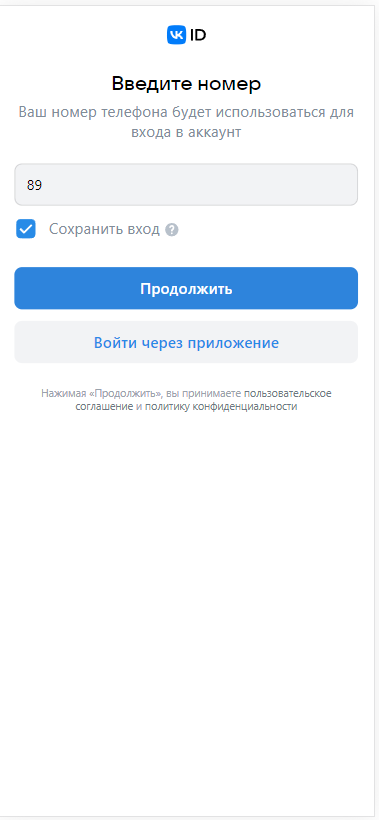 VK ID
Введите номер
Ваш номер телефона будет использоваться для
входа в аккаунт
89
Сохранить вход ?
Продолжить
Войти через приложение
Нажимая «Продолжить», вы принимаете пользовательское
соглашение и политику конфиденциальности